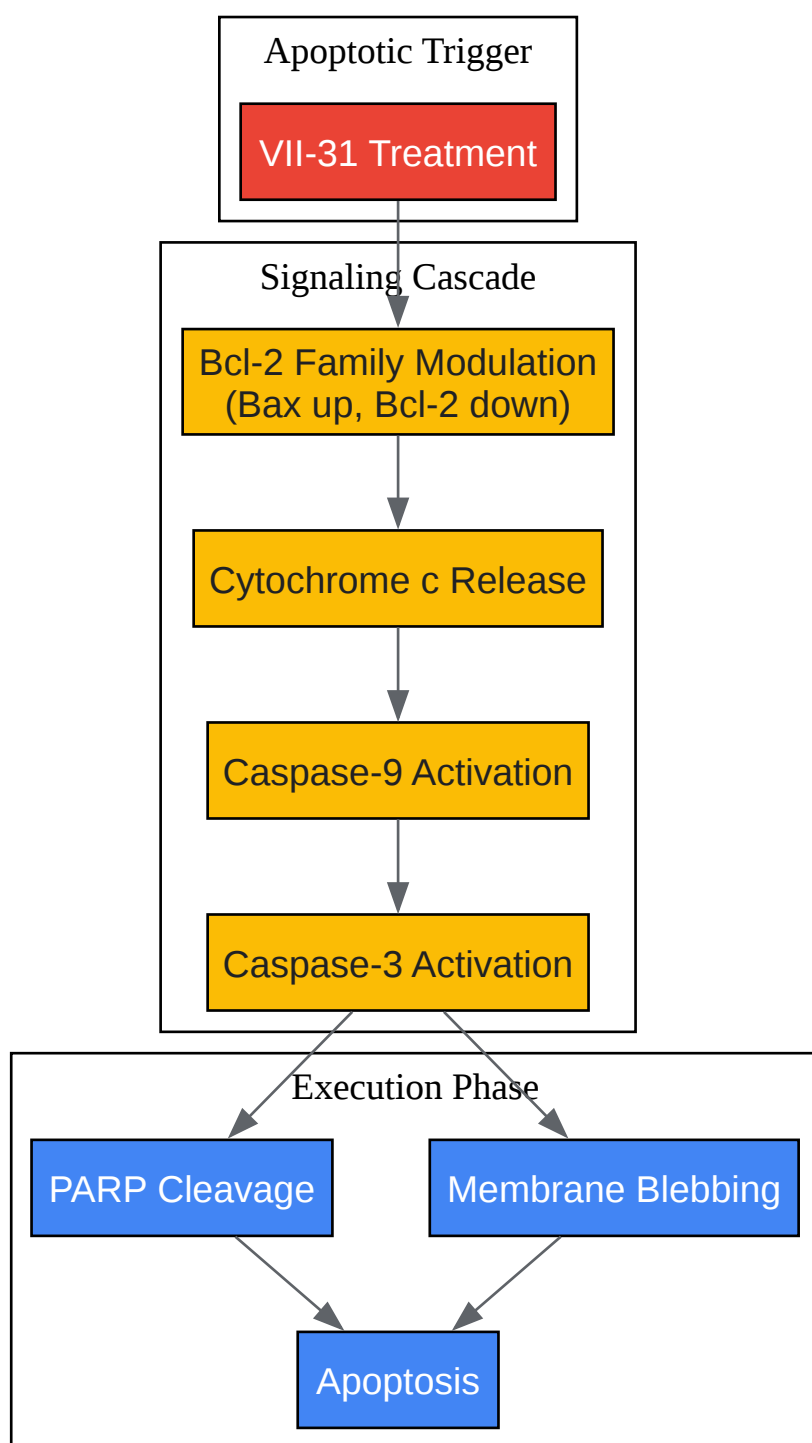 Apoptotic Trigger
VII-31 Treatment
Signaling Cascade
Bcl-2 Family Modulation
(Bax up, Bcl-2 down)
Cytochrome c Release
Caspase-9 Activation
Caspase-3 Activation
Execution Phase
PARP Cleavage
Membrane Blebbing
Apoptosis